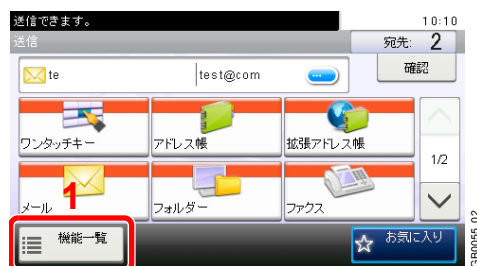 送信できます。 10:10
送信 宛先: 2
te test@com 確認
ワンタッチキー アドレス帳 拡張アドレス帳
1/2
メール フォルダー ファクス
1
機能一覧 お気に入り
GB0055_02